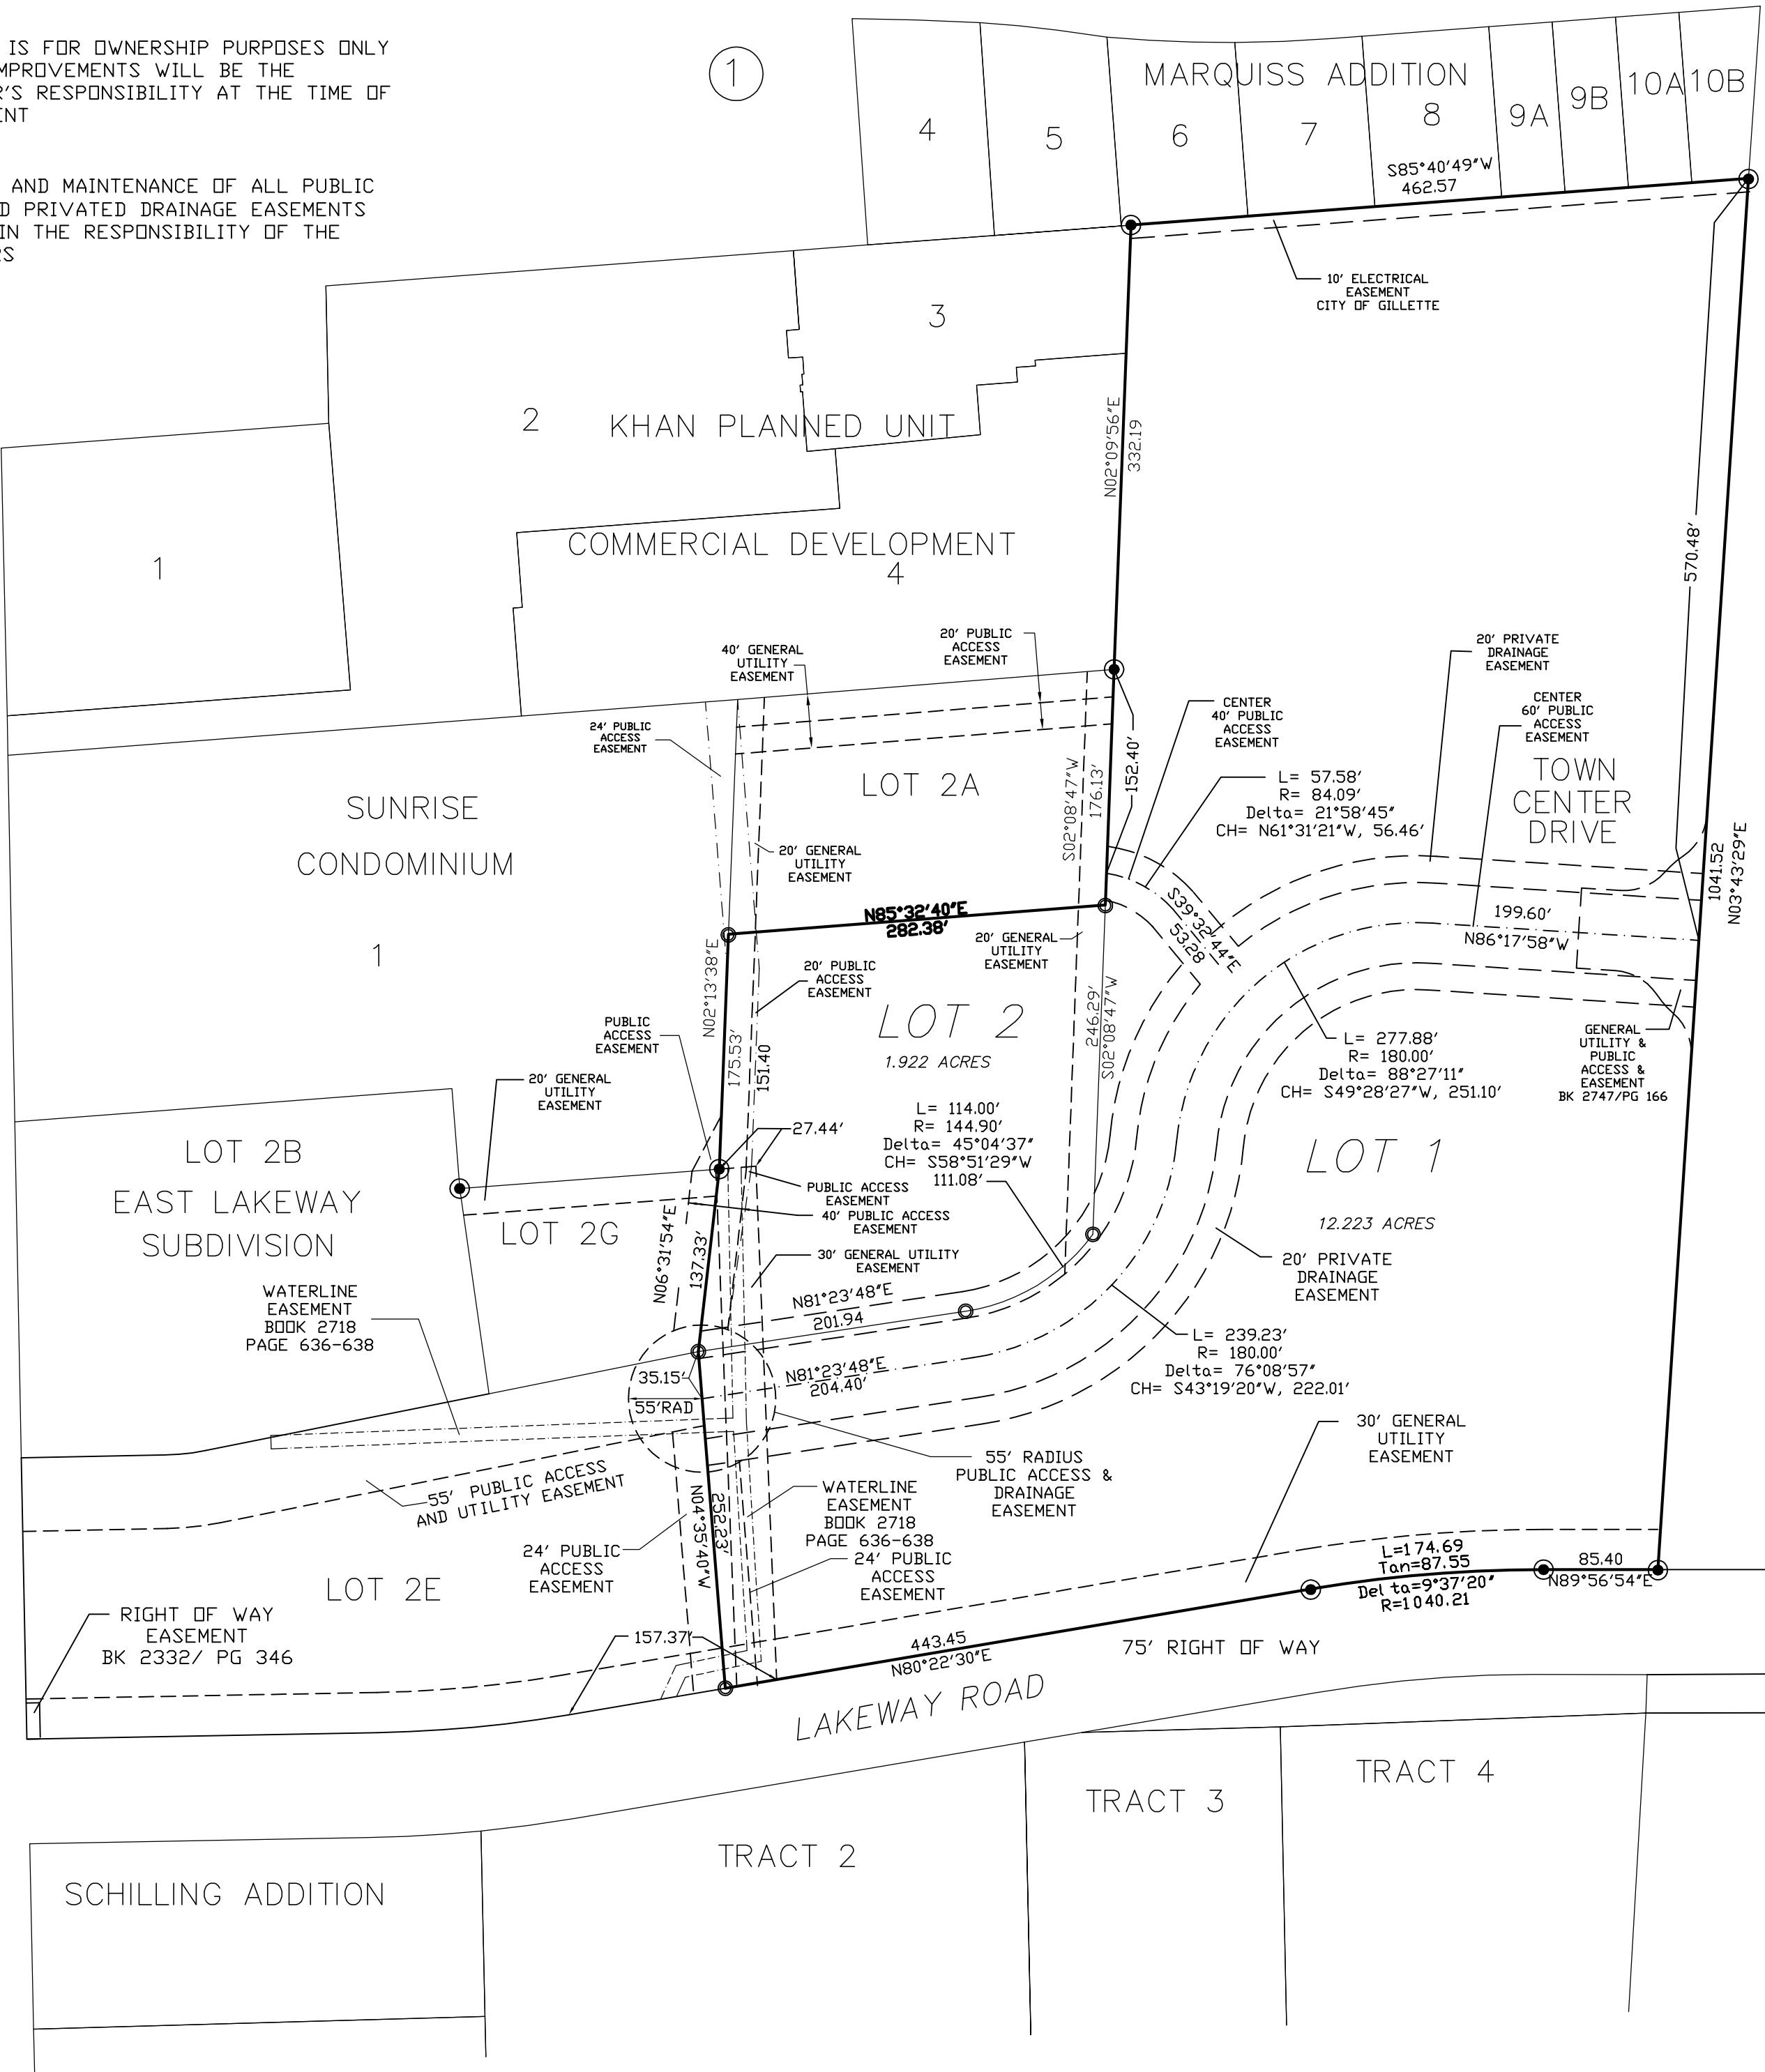 IS FOR OWNERSHIP PURPOSES ONLY
MPROVEMENTS WILL BE THE
R'S RESPONSIBILITY AT THE TIME OF
ENT
AND MAINTENANCE OF ALL PUBLIC
D PRIVATED DRAINAGE EASEMENTS
IN THE RESPONSIBILITY OF THE
RS
1
MARQUISS ADDITION
4
5
6
7
8
9A
9B
10A
10B
S85°40'49"W
462.57
10' ELECTRICAL
EASEMENT
CITY OF GILLETTE
3
2
KHAN PLANNED UNIT
COMMERCIAL DEVELOPMENT
4
1
N02°09'56"E
332.19
570.48'
1041.52
N03°43'29"E
40' GENERAL
UTILITY
EASEMENT
20' PUBLIC
ACCESS
EASEMENT
20' PRIVATE
DRAINAGE
EASEMENT
24' PUBLIC
ACCESS
EASEMENT
CENTER
40' PUBLIC
ACCESS
EASEMENT
CENTER
60' PUBLIC
ACCESS
EASEMENT
TOWN
CENTER
DRIVE
LOT 2A
S02°08'47"W
176.13'
152.40'
L= 57.58'
R= 84.09'
Delta= 21°58'45"
CH= N61°31'21"W, 56.46'
SUNRISE
CONDOMINIUM
1
20' GENERAL
UTILITY
EASEMENT
N85°32'40"E
282.38'
S39°32'44"E
53.28
199.60'
N86°17'58"W
20' GENERAL
UTILITY
EASEMENT
20' PUBLIC
ACCESS
EASEMENT
N02°13'38"E
175.53'
151.40
LOT 2
1.922 ACRES
246.29'
S02°08'47"W
PUBLIC
ACCESS
EASEMENT
20' GENERAL
UTILITY
EASEMENT
L= 277.88'
R= 180.00'
Delta= 88°27'11"
CH= S49°28'27"W, 251.10'
GENERAL
UTILITY &
PUBLIC
ACCESS &
EASEMENT
BK 2747/PG 166
L= 114.00'
R= 144.90'
Delta= 45°04'37"
CH= S58°51'29"W
111.08'
27.44'
LOT 2B
EAST LAKEWAY
SUBDIVISION
LOT 1
12.223 ACRES
PUBLIC ACCESS
EASEMENT
40' PUBLIC ACCESS
EASEMENT
LOT 2G
N06°31'54"E
137.33'
30' GENERAL UTILITY
EASEMENT
20' PRIVATE
DRAINAGE
EASEMENT
WATERLINE
EASEMENT
BOOK 2718
PAGE 636-638
N81°23'48"E
201.94
L= 239.23'
R= 180.00'
Delta= 76°08'57"
CH= S43°19'20"W, 222.01'
35.15'
N81°23'48"E
204.40'
55'RAD
30' GENERAL
UTILITY
EASEMENT
55' RADIUS
PUBLIC ACCESS &
DRAINAGE
EASEMENT
55' PUBLIC ACCESS
AND UTILITY EASEMENT
WATERLINE
EASEMENT
BOOK 2718
PAGE 636-638
N04°35'40"W
252.23'
24' PUBLIC
ACCESS
EASEMENT
24' PUBLIC
ACCESS
EASEMENT
L=174.69
Tan=87.55
Delta=9°37'20"
R=1040.21
85.40
N89°56'54"E
LOT 2E
RIGHT OF WAY
EASEMENT
BK 2332/ PG 346
157.37'
443.45
N80°22'30"E
75' RIGHT OF WAY
LAKEWAY ROAD
TRACT 4
TRACT 3
TRACT 2
SCHILLING ADDITION